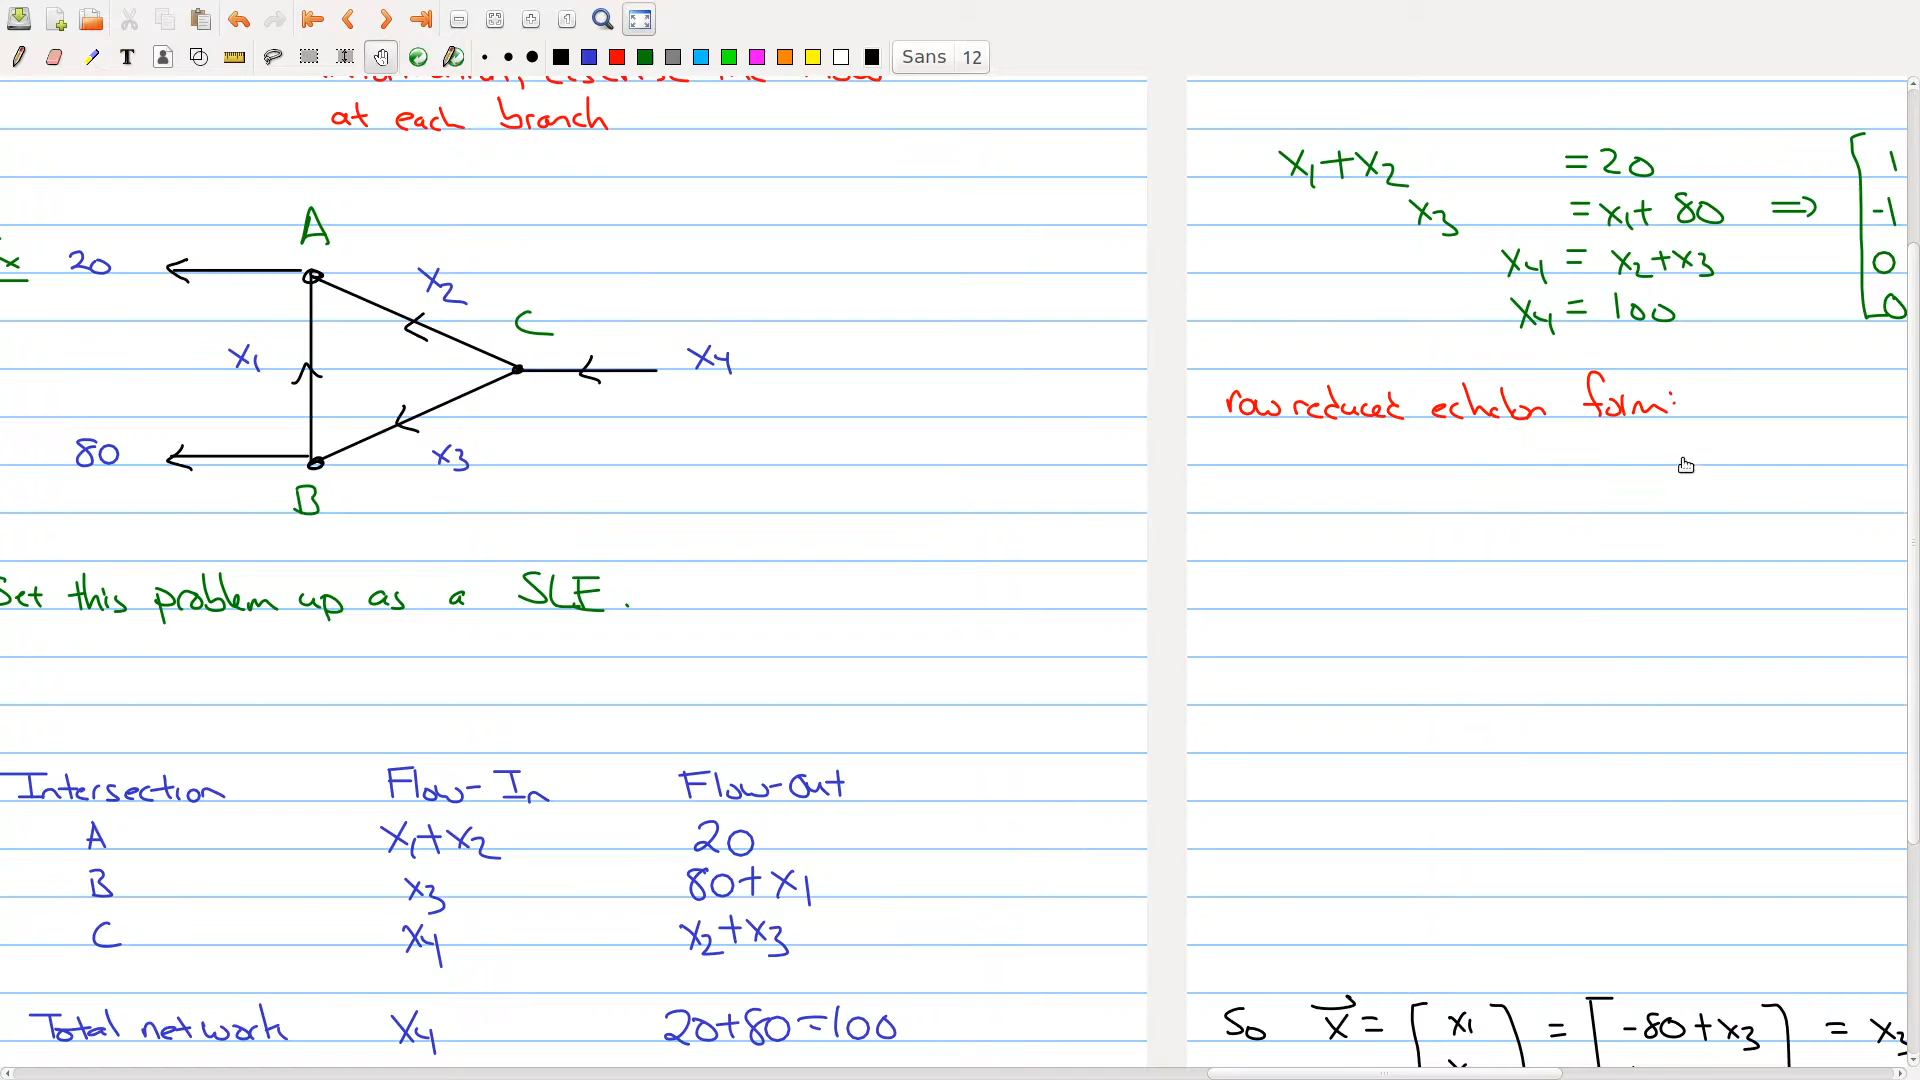 Sans 12
at each branch
A
20
x2
C
x1
x4
80
x3
B
Set this problem up as a SLE.
Intersection Flow-In Flow-Out
A x1+x2 20
B x3 80+x1
C x4 x2+x3
Total network x4 20+80=100
x1+x2 =20
x3 =x1+80 ⇒
x4 = x2+x3
x4 = 100
1
-1
0
0
row reduced echelon form:
So x = [x1 = [-80+x3 = x3